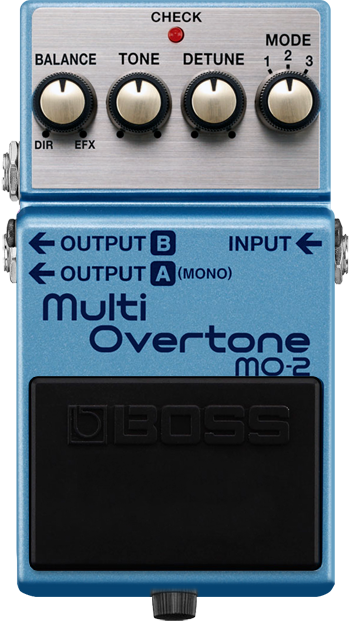 CHECK
BALANCE TONE DETUNE MODE
1 2 3
DIR EFX
← OUTPUT B INPUT ←
← OUTPUT A (MONO)
Multi
Overtone
MO-2
BOSS